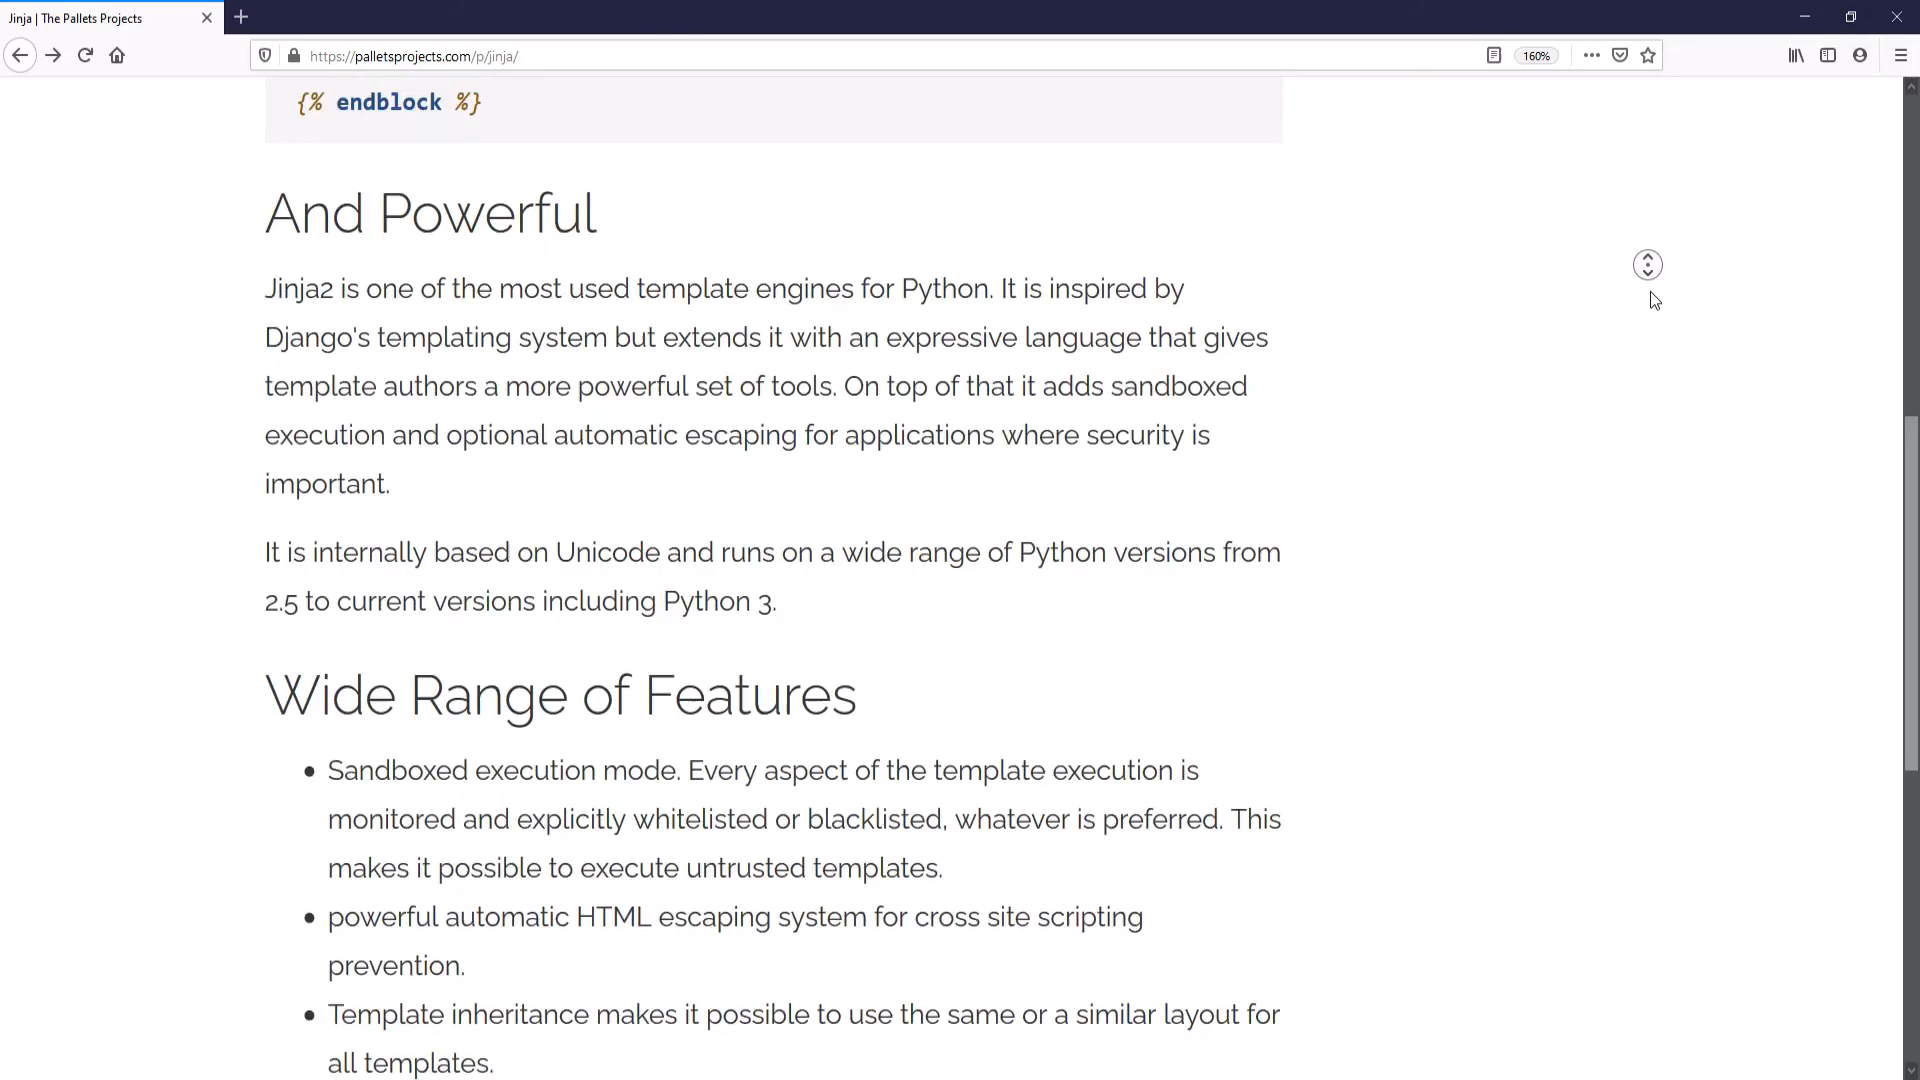 Jinja | The Pallets Projects
https://palletsprojects.com/p/jinja/
160%
{% endblock %}
And Powerful
Jinja2 is one of the most used template engines for Python. It is inspired by
Django's templating system but extends it with an expressive language that gives
template authors a more powerful set of tools. On top of that it adds sandboxed
execution and optional automatic escaping for applications where security is
important.
It is internally based on Unicode and runs on a wide range of Python versions from
2.5 to current versions including Python 3.
Wide Range of Features
• Sandboxed execution mode. Every aspect of the template execution is
monitored and explicitly whitelisted or blacklisted, whatever is preferred. This
makes it possible to execute untrusted templates.
• powerful automatic HTML escaping system for cross site scripting
prevention.
• Template inheritance makes it possible to use the same or a similar layout for
all templates.